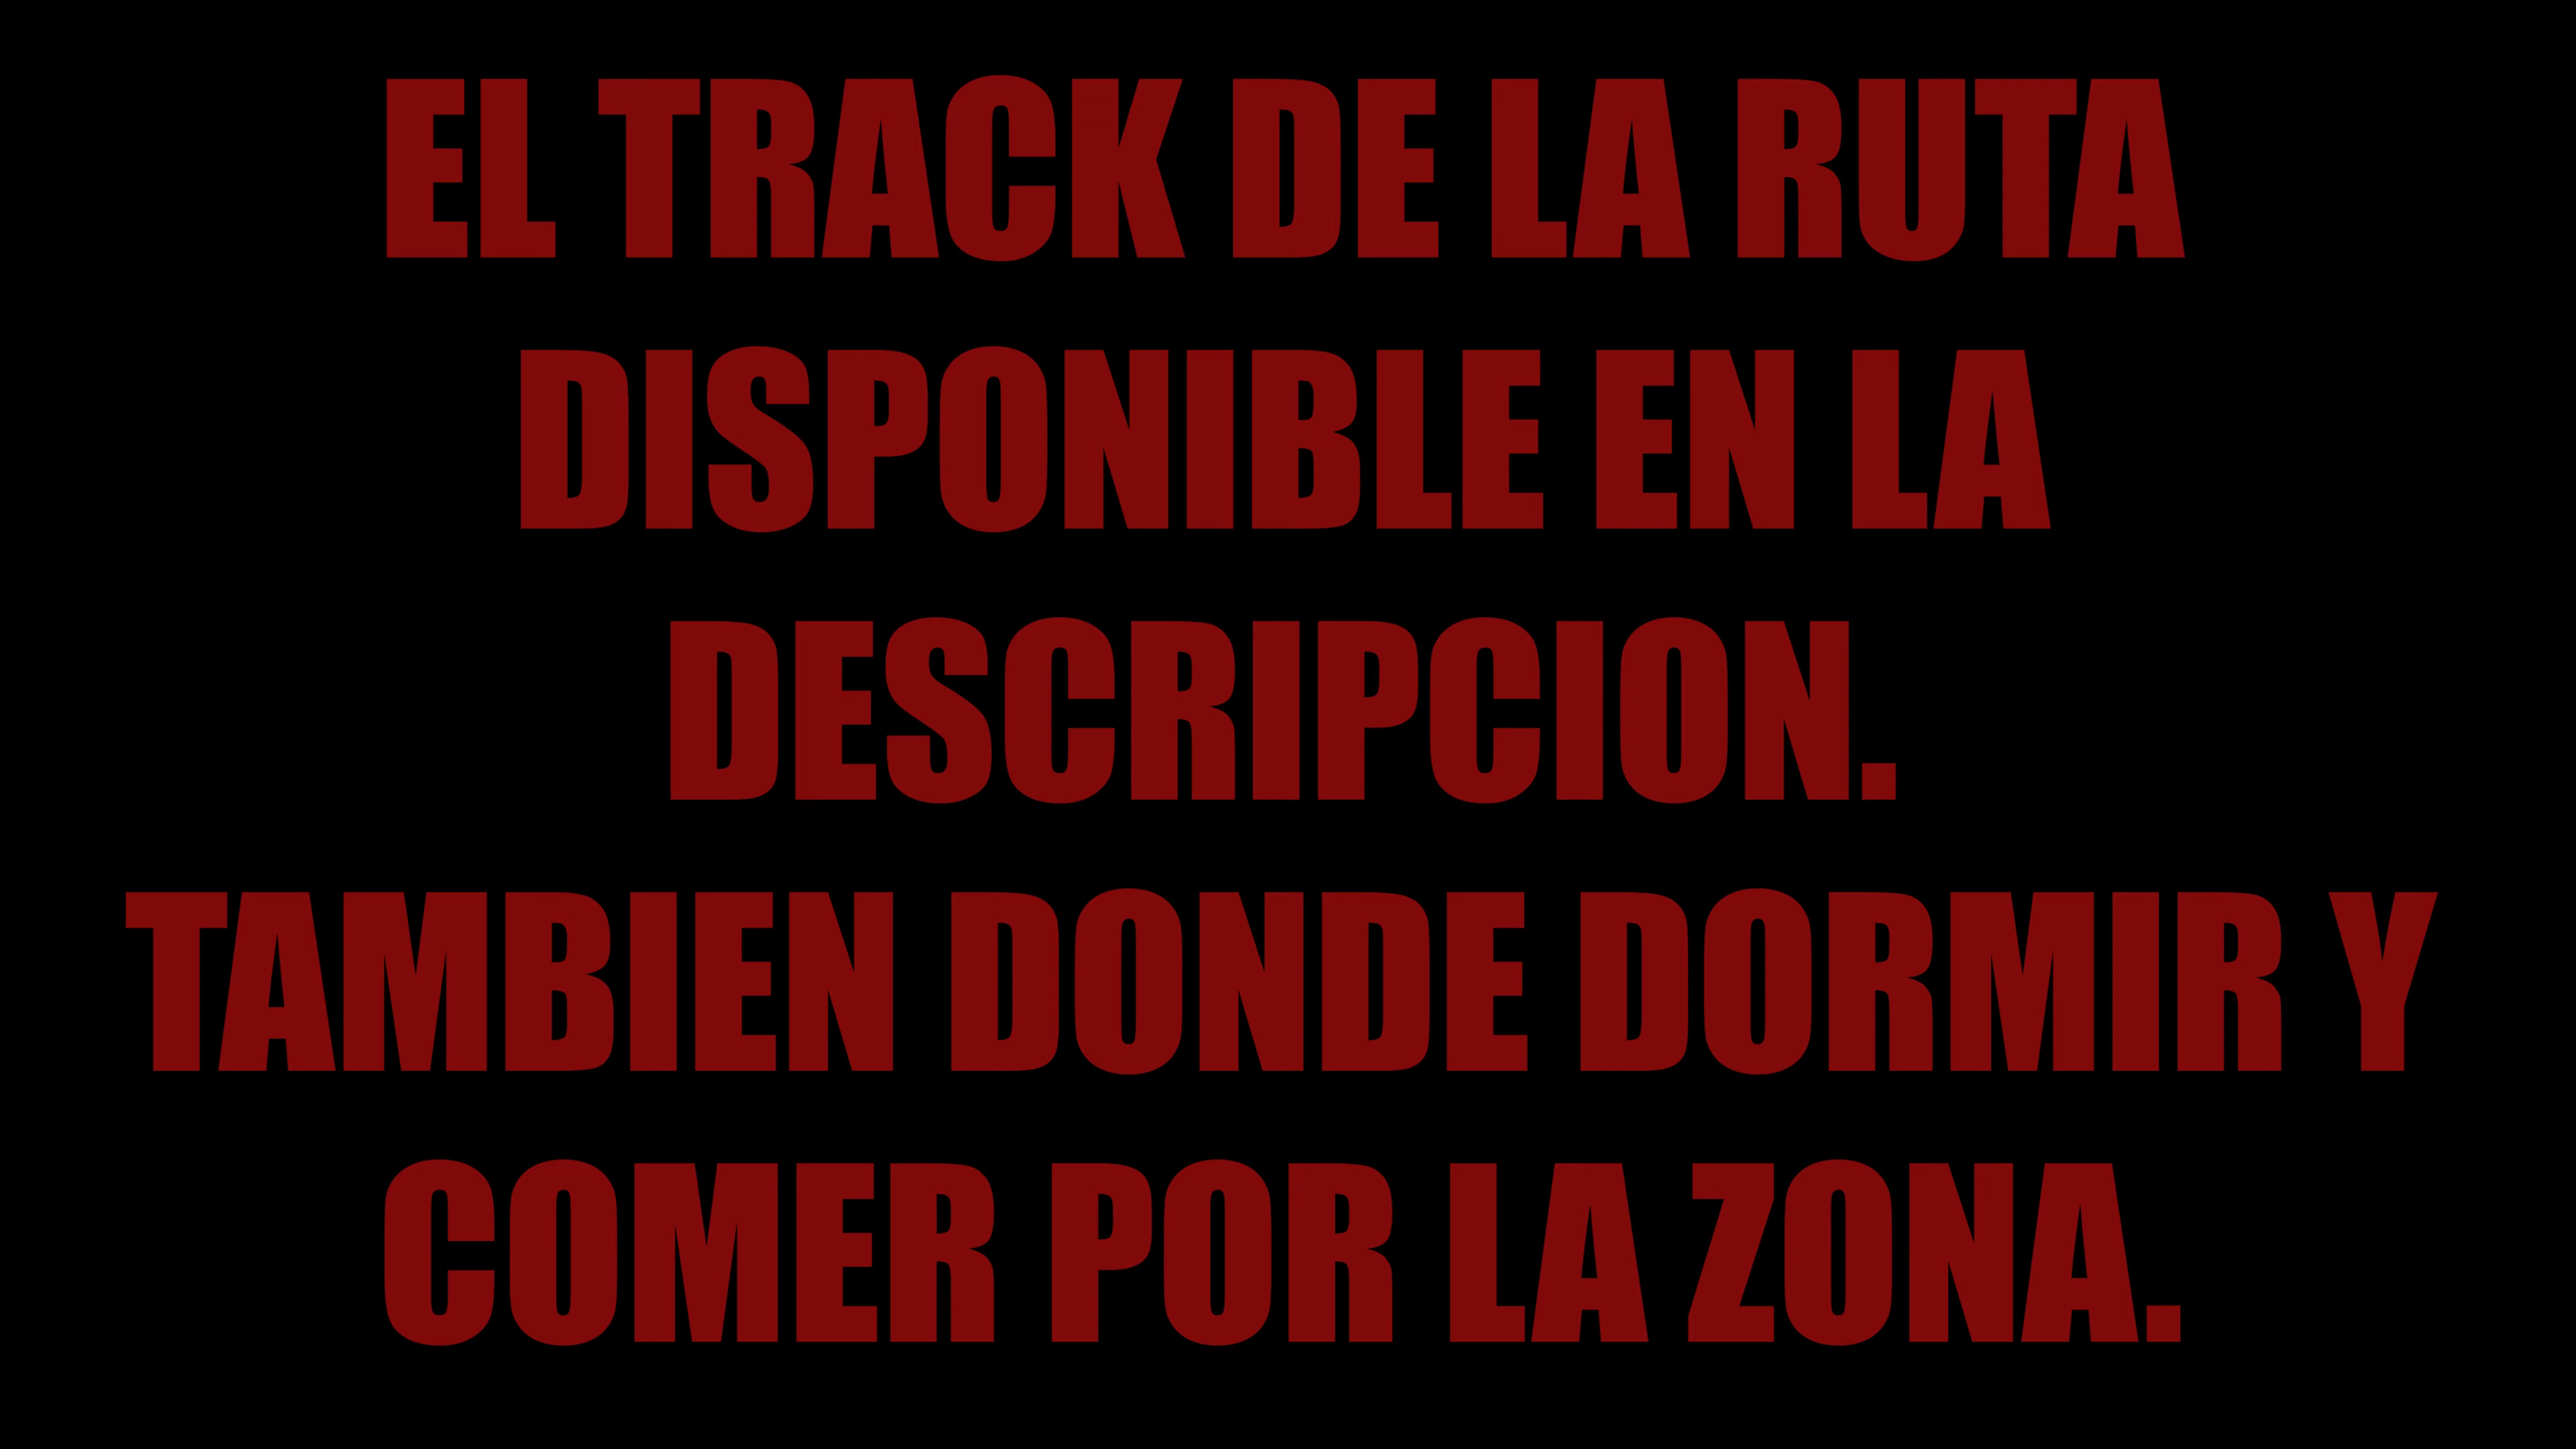 EL TRACK DE LA RUTA
DISPONIBLE EN LA
DESCRIPCION.
TAMBIEN DONDE DORMIR Y
COMER POR LA ZONA.